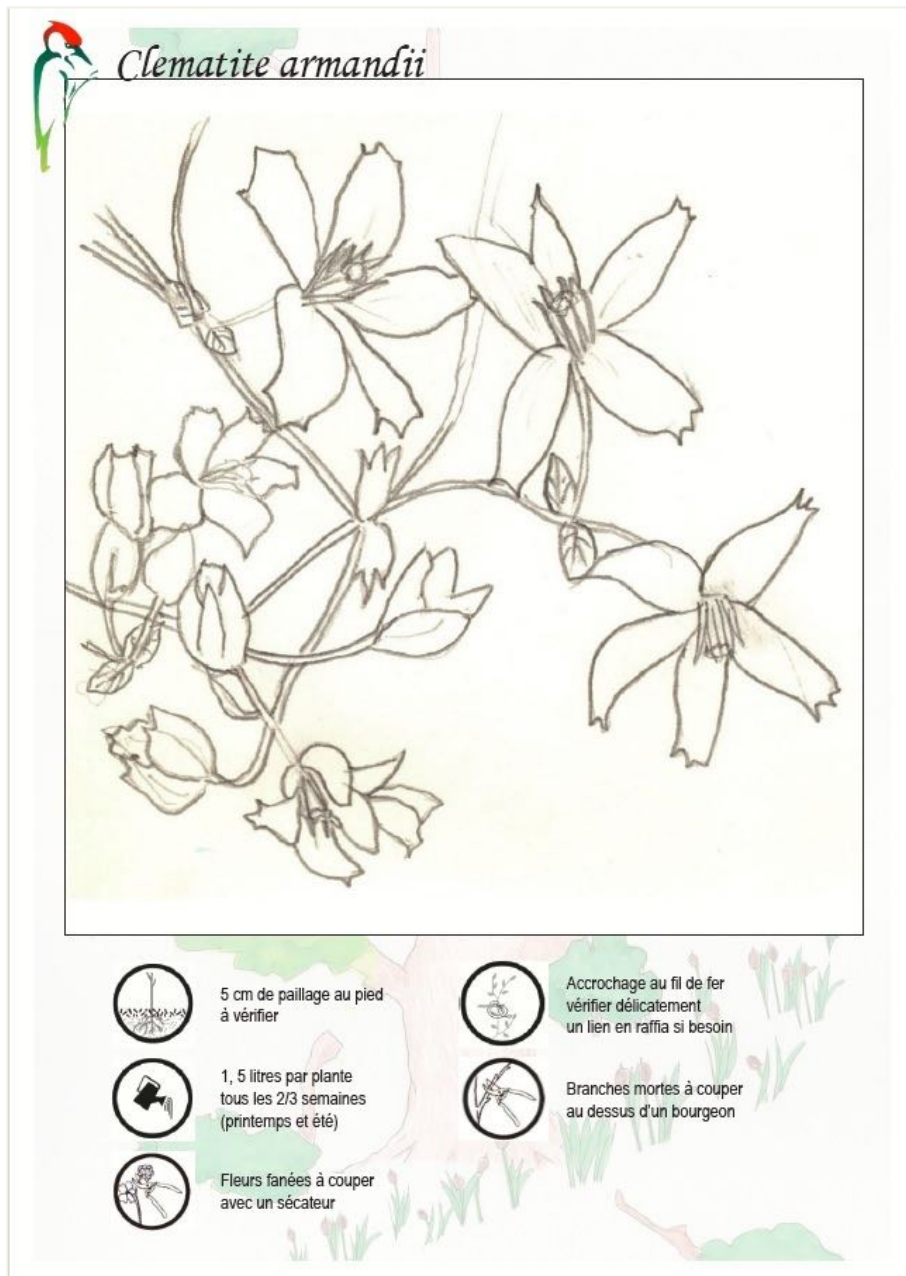 Clematite armandii
5 cm de paillage au pied
à vérifier
1, 5 litres par plante
tous les 2/3 semaines
(printemps et été)
Fleurs fanées à couper
avec un sécateur
Accrochage au fil de fer
vérifier délicatement
un lien en raffia si besoin
Branches mortes à couper
au dessus d'un bourgeon